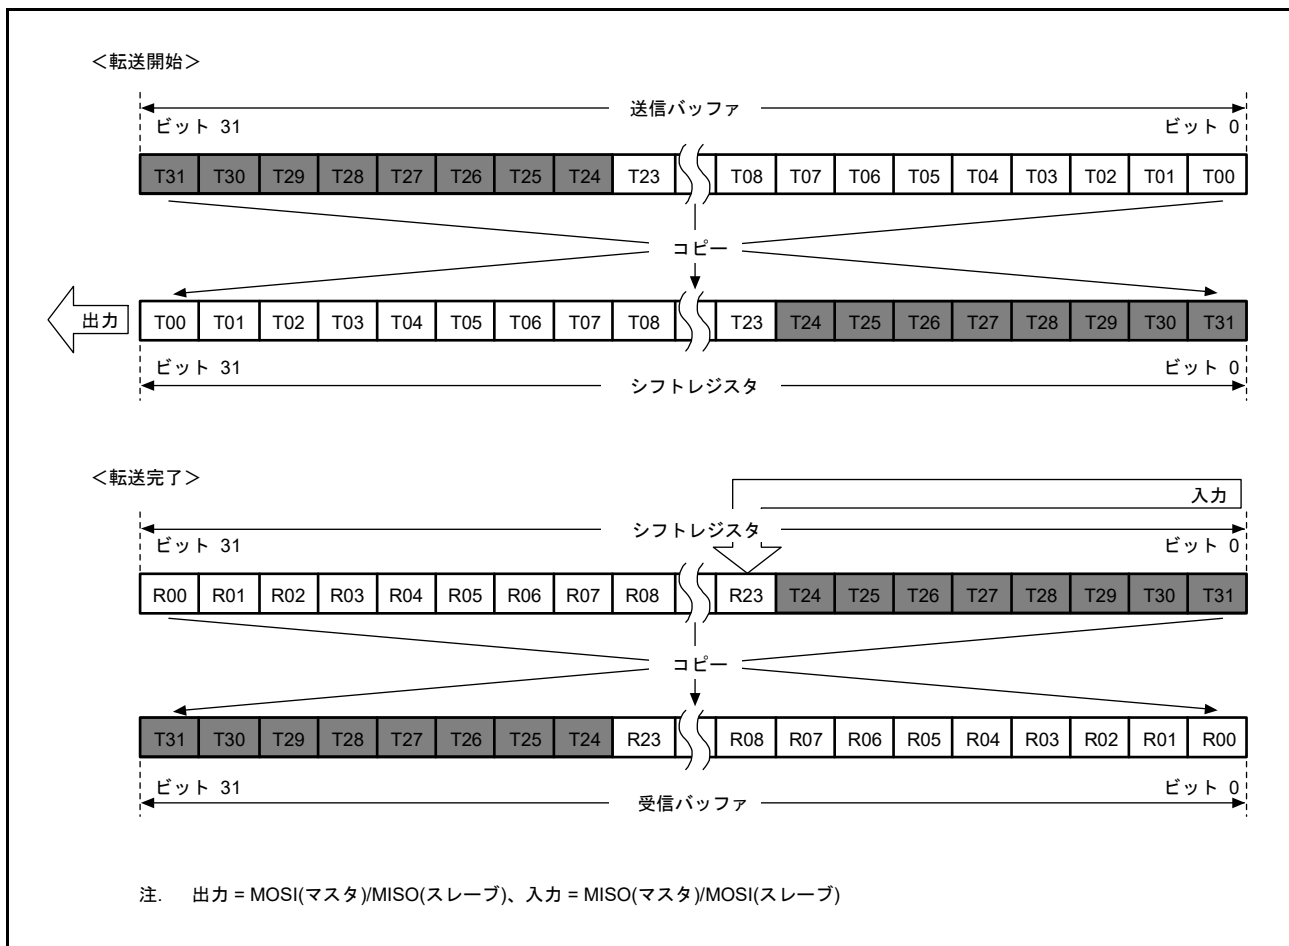 ＜転送開始＞
送信バッファ
ビット 31 ビット 0
T31 T30 T29 T28 T27 T26 T25 T24 T23 T08 T07 T06 T05 T04 T03 T02 T01 T00
コピー
出力 T00 T01 T02 T03 T04 T05 T06 T07 T08 T23 T24 T25 T26 T27 T28 T29 T30 T31
ビット 31 ビット 0
シフトレジスタ
＜転送完了＞
入力
シフトレジスタ
ビット 31 ビット 0
R00 R01 R02 R03 R04 R05 R06 R07 R08 R23 T24 T25 T26 T27 T28 T29 T30 T31
コピー
T31 T30 T29 T28 T27 T26 T25 T24 R23 R08 R07 R06 R05 R04 R03 R02 R01 R00
ビット 31 ビット 0
受信バッファ
注. 出力 = MOSI(マスタ)/MISO(スレーブ)、入力 = MISO(マスタ)/MOSI(スレーブ)